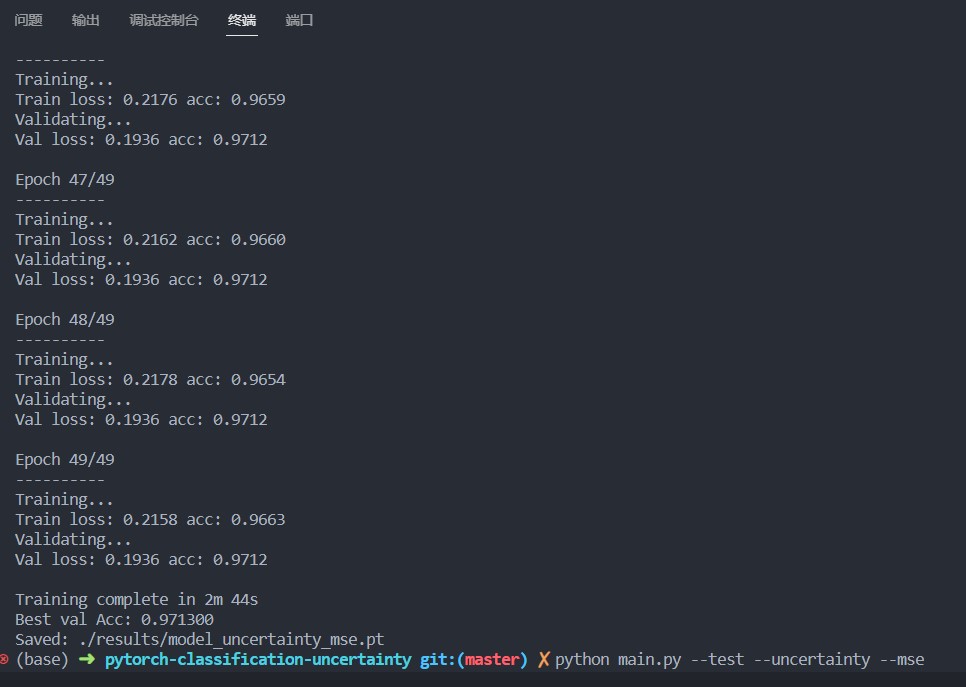 问题 输出 调试控制台 终端 端口
----------
Training...
Train loss: 0.2176 acc: 0.9659
Validating...
Val loss: 0.1936 acc: 0.9712
Epoch 47/49
----------
Training...
Train loss: 0.2162 acc: 0.9660
Validating...
Val loss: 0.1936 acc: 0.9712
Epoch 48/49
----------
Training...
Train loss: 0.2178 acc: 0.9654
Validating...
Val loss: 0.1936 acc: 0.9712
Epoch 49/49
----------
Training...
Train loss: 0.2158 acc: 0.9663
Validating...
Val loss: 0.1936 acc: 0.9712
Training complete in 2m 44s
Best val Acc: 0.971300
Saved: ./results/model_uncertainty_mse.pt
(base) ➜ pytorch-classification-uncertainty git:(master) ✗ python main.py --test --uncertainty --mse